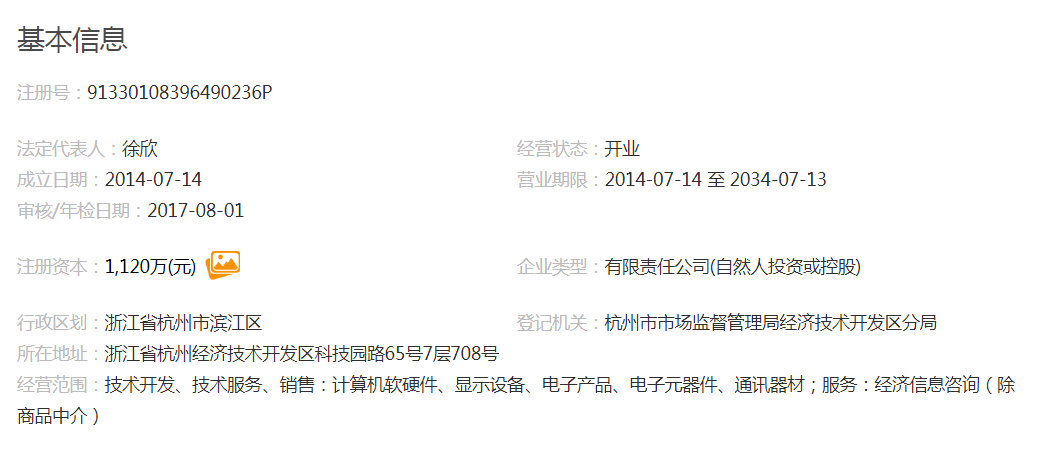 基本信息
注册号：91330108396490236P
法定代表人：徐欣 经营状态：开业
成立日期：2014-07-14 营业期限：2014-07-14 至 2034-07-13
审核/年检日期：2017-08-01
注册资本：1,120万(元) 企业类型：有限责任公司(自然人投资或控股)
行政区划：浙江省杭州市滨江区 登记机关：杭州市市场监督管理局经济技术开发区分局
所在地址：浙江省杭州经济技术开发区科技园路65号7层708号
经营范围：技术开发、技术服务、销售：计算机软硬件、显示设备、电子产品、电子元器件、通讯器材；服务：经济信息咨询（除
商品中介）